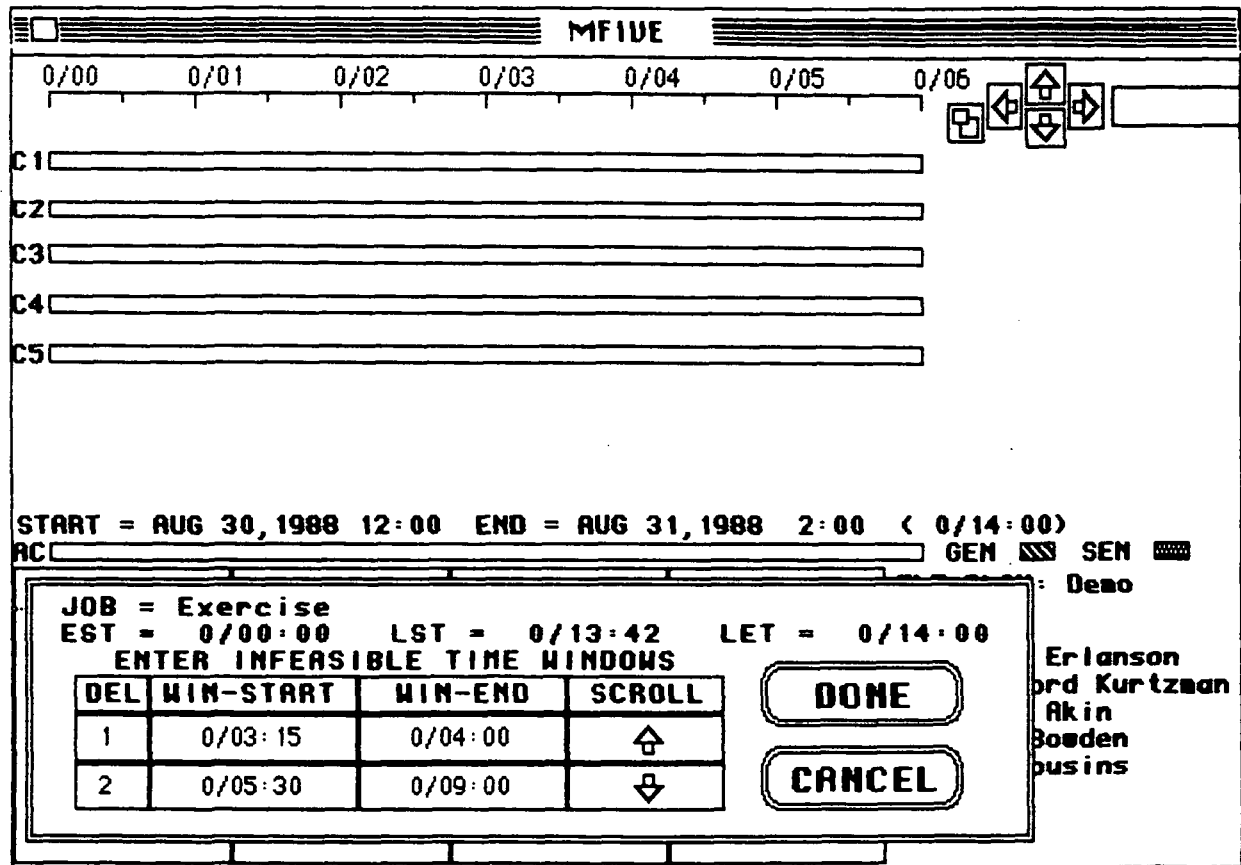 MFIVE
0/00 0/01 0/02 0/03 0/04 0/05 0/06
C1
C2
C3
C4
C5
START = AUG 30,1988 12:00 END = AUG 31,1988 2:00 ( 0/14:00)
AC GEN SEN
: Demo
JOB = Exercise
EST = 0/00:00 LST = 0/13:42 LET = 0/14:00
ENTER INFEASIBLE TIME WINDOWS
DEL WIN-START WIN-END SCROLL
1 0/03:15 0/04:00
2 0/05:30 0/09:00
DONE
CANCEL
Erlanson
ord Kurtzman
Akin
Bowden
ousins